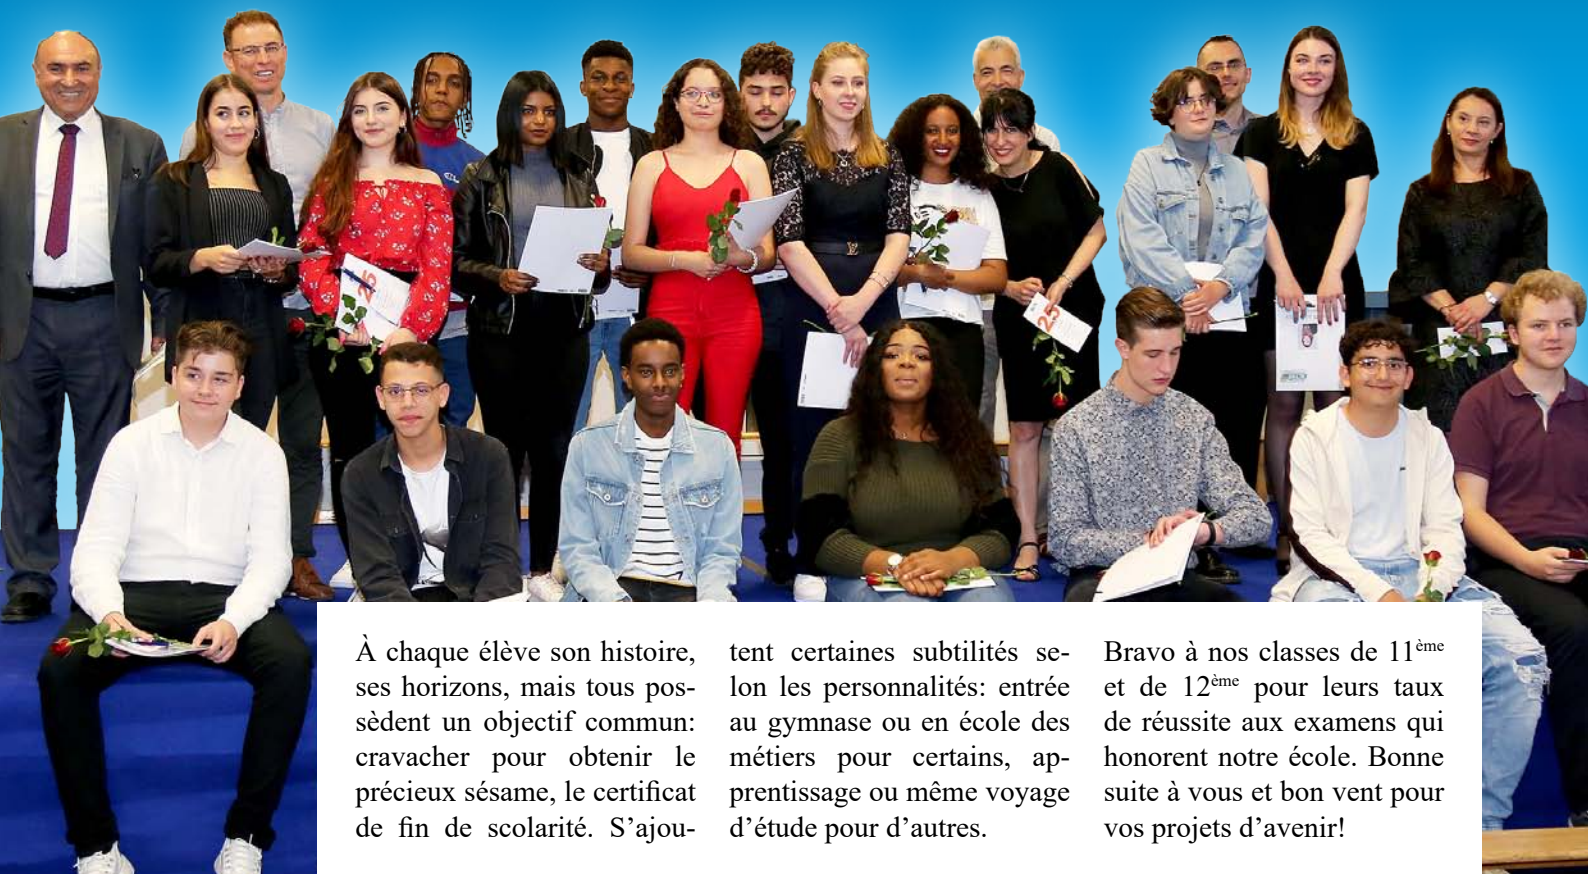 À chaque élève son histoire,
ses horizons, mais tous pos-
sèdent un objectif commun:
cravacher pour obtenir le
précieux sésame, le certificat
de fin de scolarité. S’ajou-
tent certaines subtilités se-
lon les personnalités: entrée
au gymnase ou en école des
métiers pour certains, ap-
prentissage ou même voyage
d’étude pour d’autres.
Bravo à nos classes de 11ème
et de 12ème pour leurs taux
de réussite aux examens qui
honorent notre école. Bonne
suite à vous et bon vent pour
vos projets d’avenir!
25
25